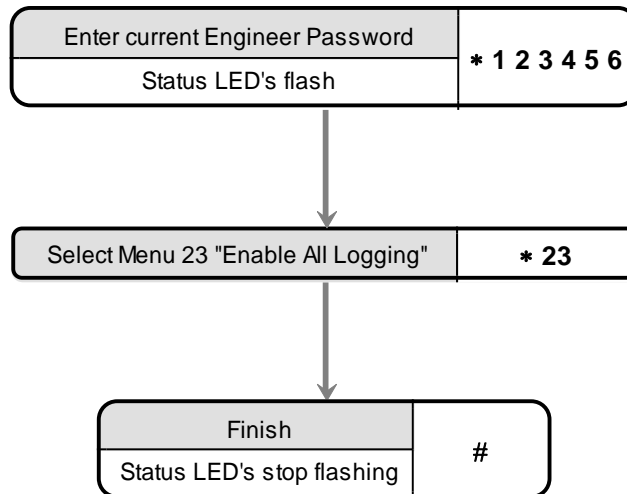 Enter current Engineer Password
* 1 2 3 4 5 6
Status LED's flash
Select Menu 23 "Enable All Logging"
* 23
Finish
#
Status LED's stop flashing